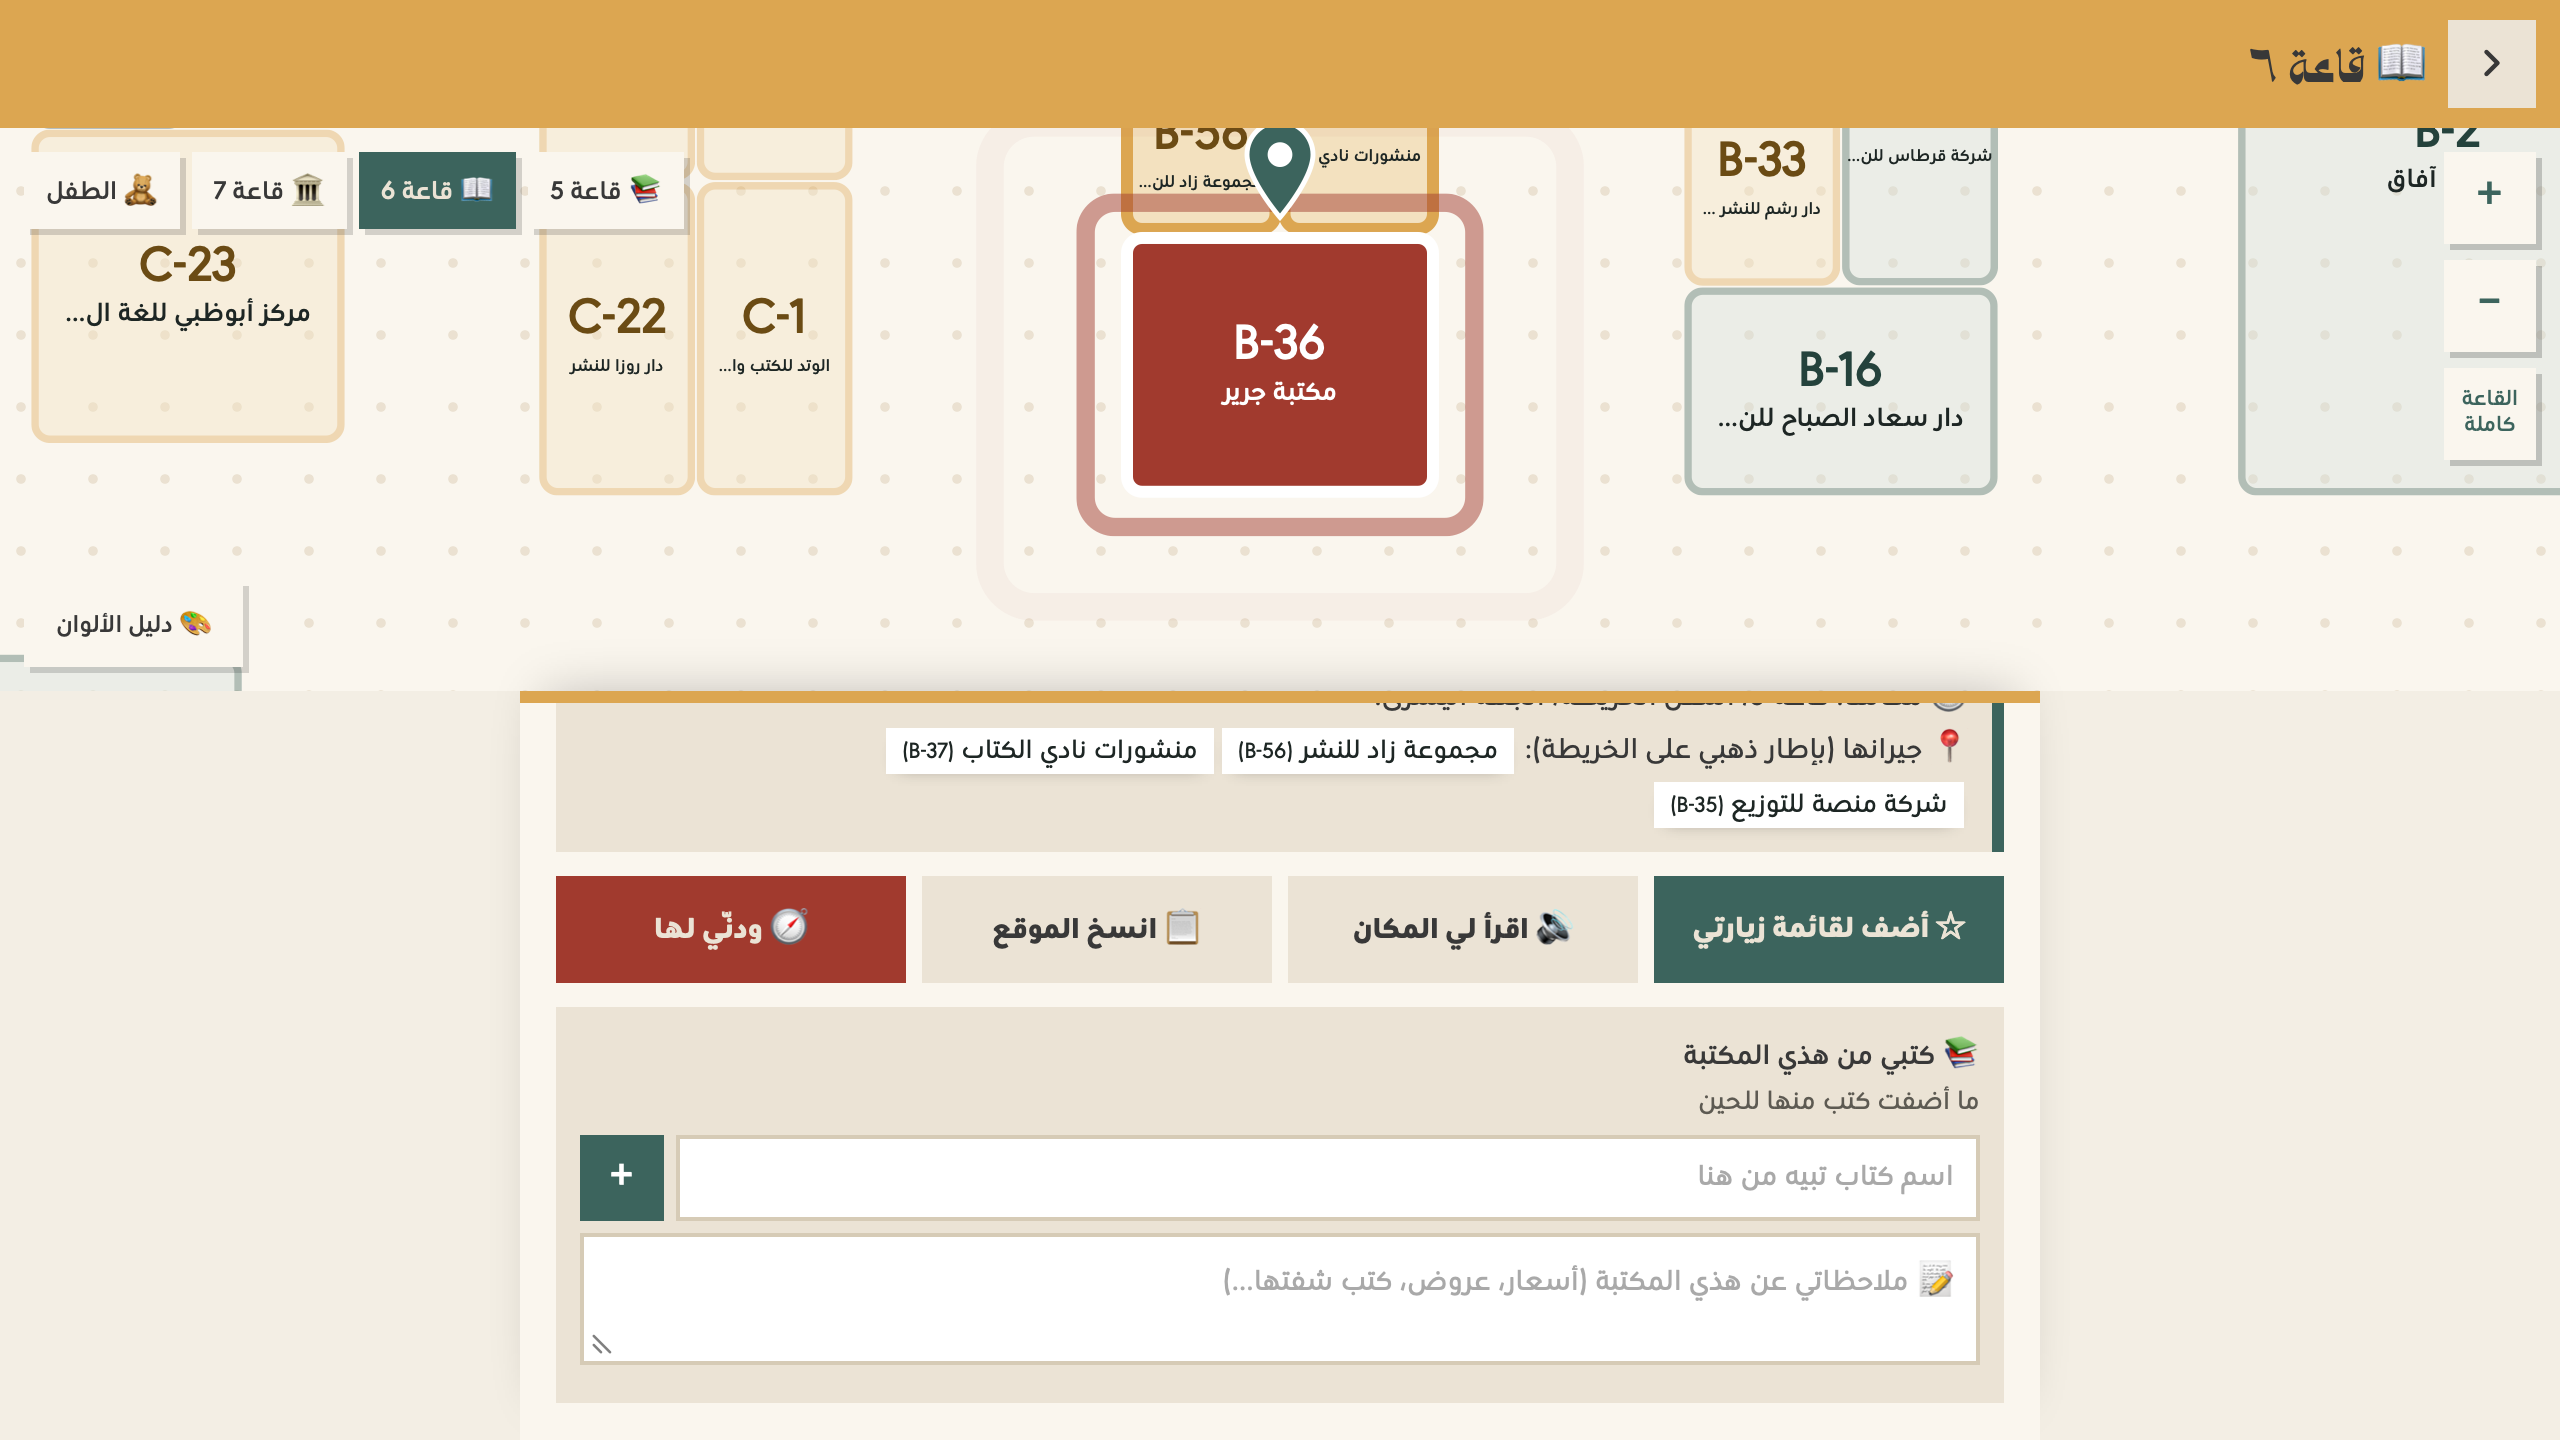 📖 قاعة ٦
📚 قاعة 5
📖 قاعة 6
🏛️ قاعة 7
🧸 الطفل
+
−
القاعة
كاملة
B-2
آفاق
شركة قرطاس للن...
B-33
دار رشم للنشر ...
B-16
دار سعاد الصباح للن...
منشورات نادي
B-56
B-36
مكتبة جرير
C-1
الوتد للكتب وا...
C-22
دار روزا للنشر
C-23
مركز أبوظبي للغة ال...
🎨 دليل الألوان
📍 جيرانها (بإطار ذهبي على الخريطة): مجموعة زاد للنشر (B-56) منشورات نادي الكتاب (B-37)
شركة منصة للتوزيع (B-35)
☆ أضف لقائمة زيارتي
🔊 اقرأ لي المكان
📋 انسخ الموقع
🧭 ودّني لها
📚 كتبي من هذي المكتبة
ما أضفت كتب منها للحين
اسم كتاب تبيه من هنا
+
📝 ملاحظاتي عن هذي المكتبة (أسعار، عروض، كتب شفتها...)